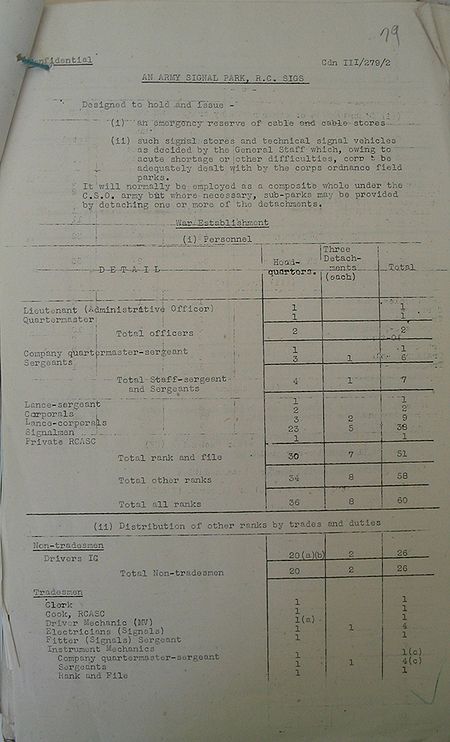 79
Confidential
Cdn III/279/2
AN ARMY SIGNAL PARK, R.C. SIGS
Designed to hold and issue -
(i) an emergency reserve of cable and cable stores
(ii) such signal stores and technical signal vehicles
as decided by the General Staff which, owing to
acute shortage or other difficulties, be
adequately dealt with by the corps ordnance field
parks.
It will normally be employed as a composite whole under the
C.S.O. army but where necessary, sub-parks may be provided
by detaching one or more of the detachments.
War Establishment
(i) Personnel
DETAIL Head-quarters. Three Detach-ments (each) Total
Lieutenant (Administrative Officer) 1 1
Quartermaster 1 1
Total officers 2 2
Company quartermaster-sergeant 1 1
Sergeants 3 1 6
Total Staff-sergeant
and Sergeants 4 1 7
Lance-sergeant 1 1
Corporals 2 2
Lance-corporals 3 2 9
Signalmen 23 5 38
Private RCASC 1 1
Total rank and file 30 7 51
Total other ranks 34 8 58
Total all ranks 36 8 60
(ii) Distribution of other ranks by trades and duties
Non-tradesmen
Drivers IC 20(a)(b) 2 26
Total Non-tradesmen 20 2 26
Tradesmen
Clerk 1 1
Cook, RCASC 1 1
Driver Mechanic (MV) 1(a) 1
Electricians (Signals) 1 1 4
Fitter (Signals) Sergeant 1 1
Instrument Mechanics
Company quartermaster-sergeant 1 1(c)
Sergeants 1 1 4(c)
Rank and File 1 1